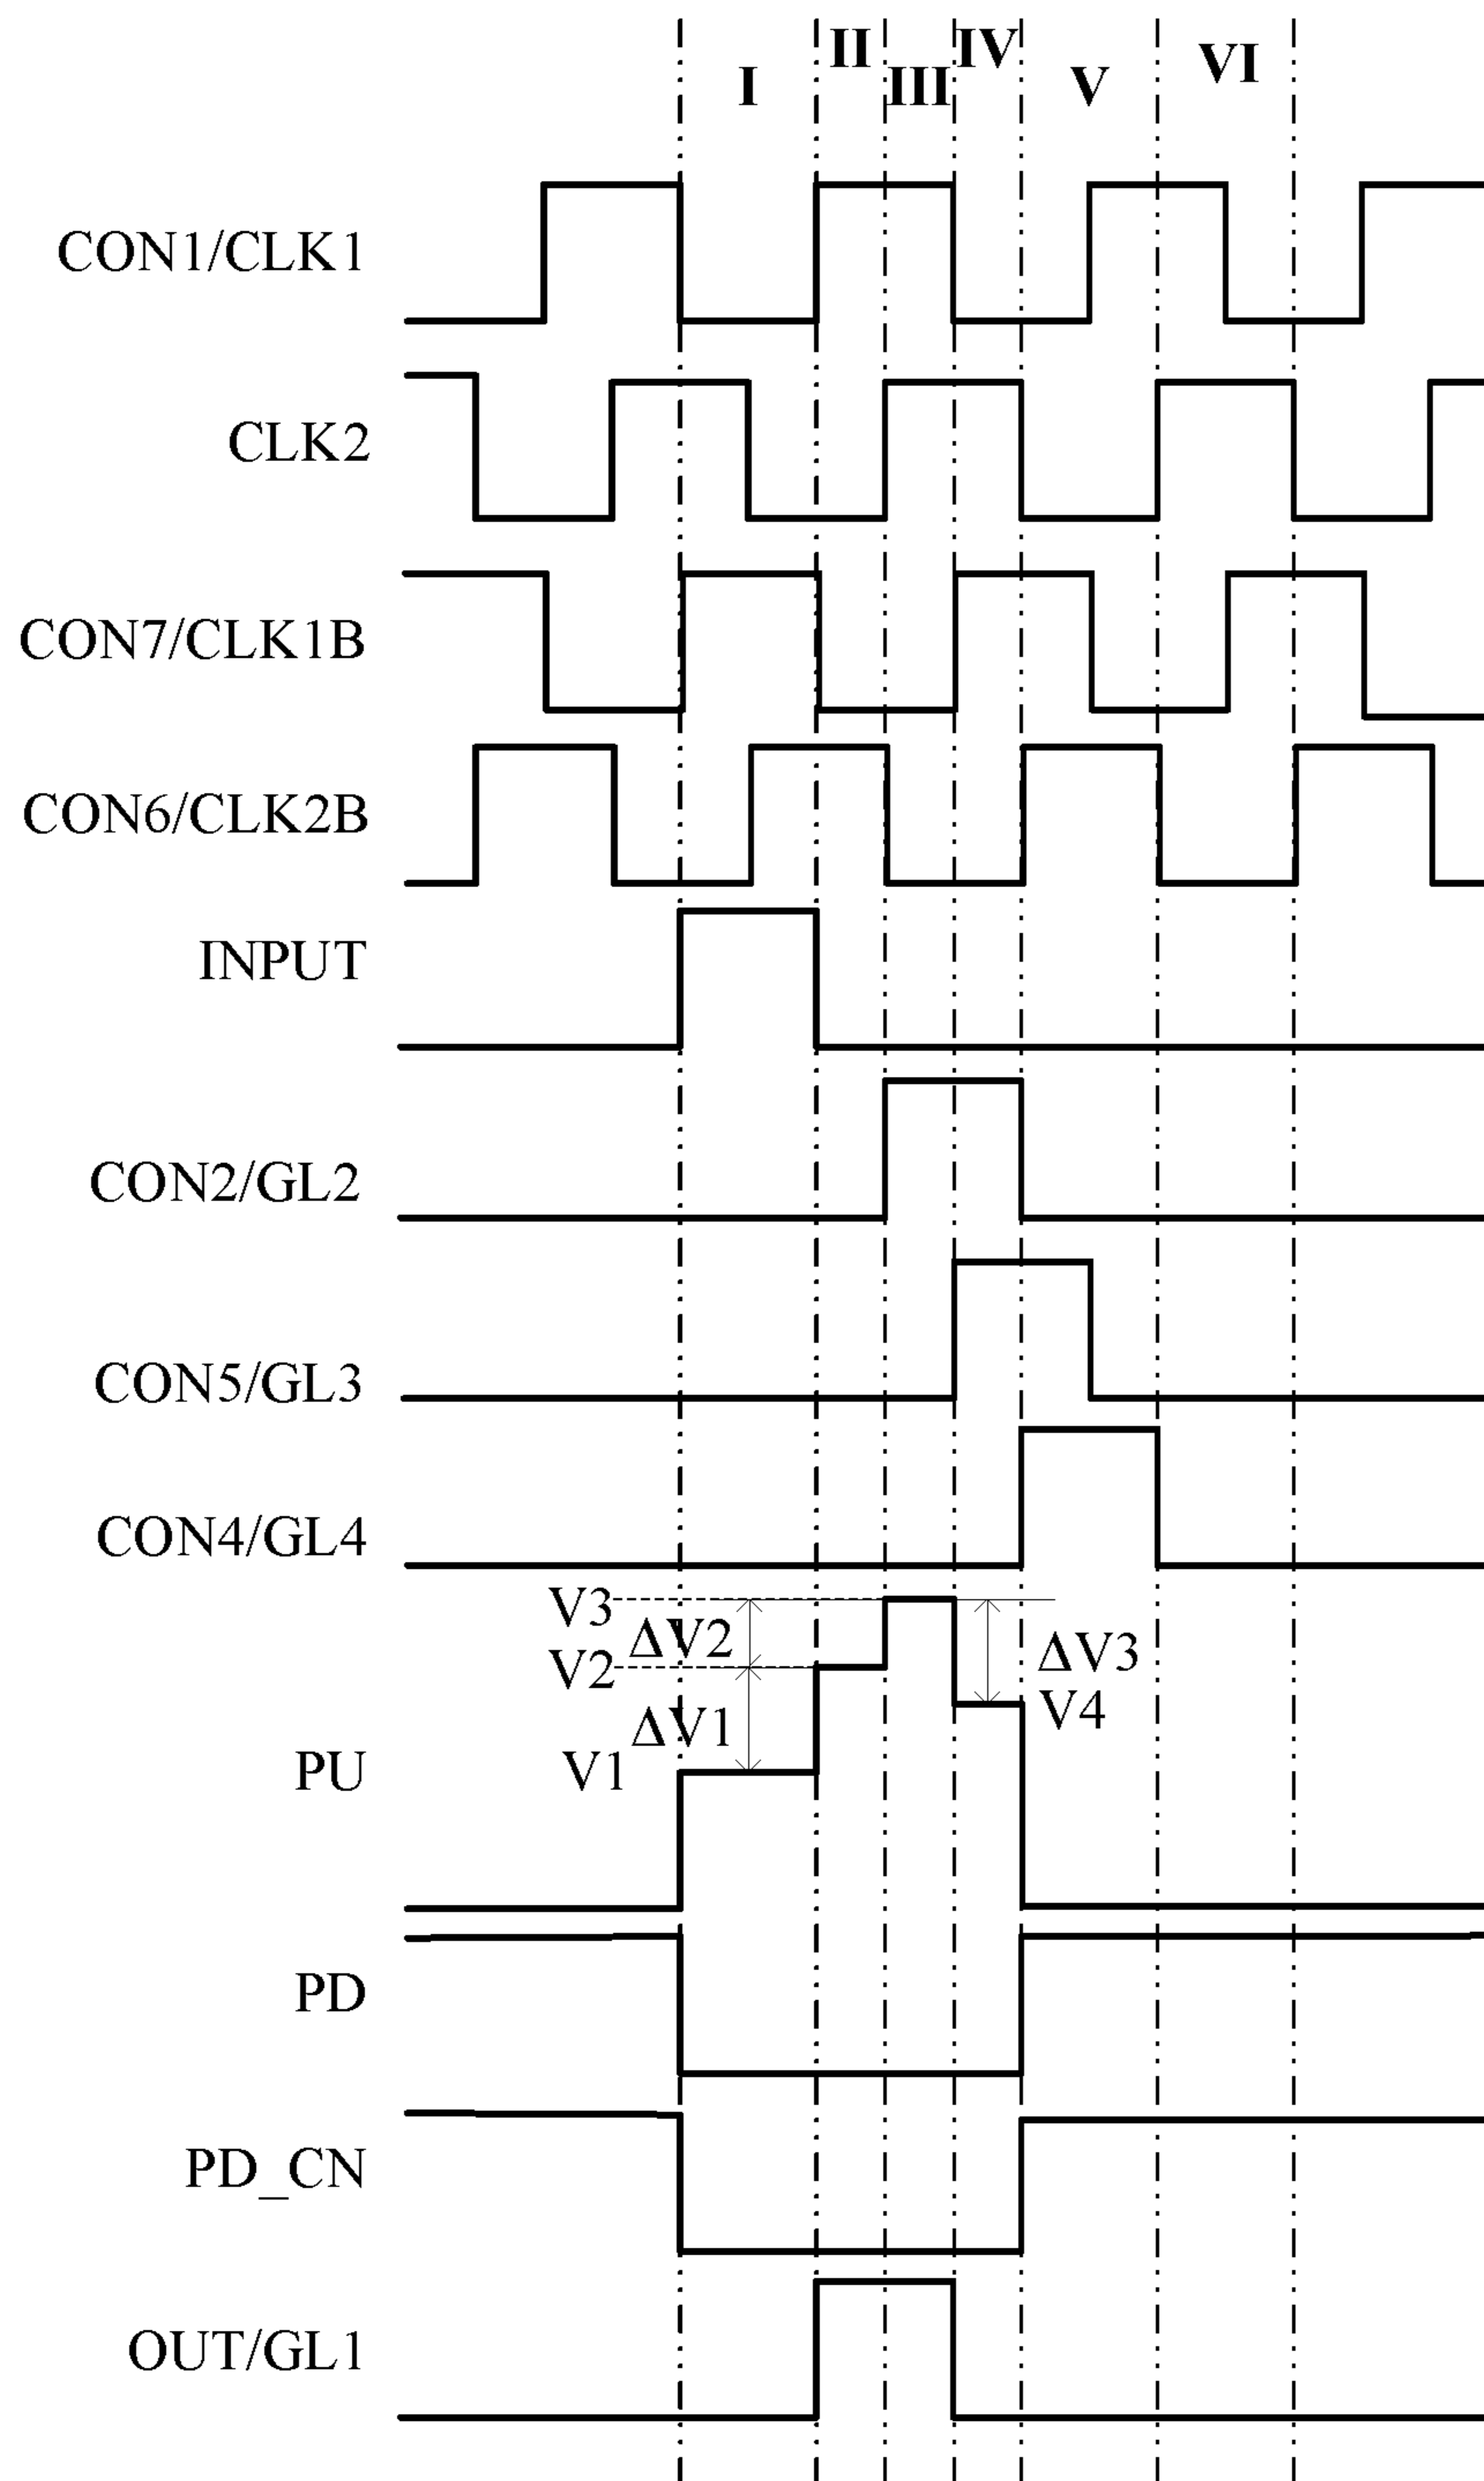 I II III IV V VI
CON1/CLK1
CLK2
CON7/CLK1B
CON6/CLK2B
INPUT
CON2/GL2
CON5/GL3
CON4/GL4
V3
ΔV2
V2
ΔV3
V4
ΔV1
V1
PU
PD
PD_CN
OUT/GL1